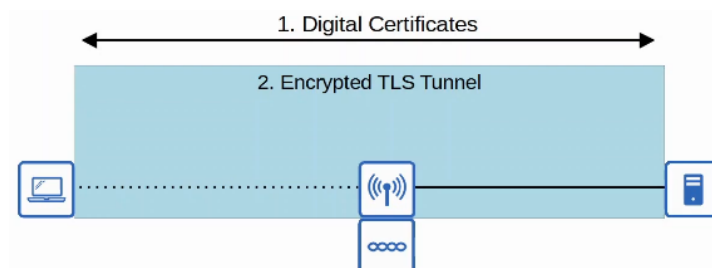 1. Digital Certificates
2. Encrypted TLS Tunnel